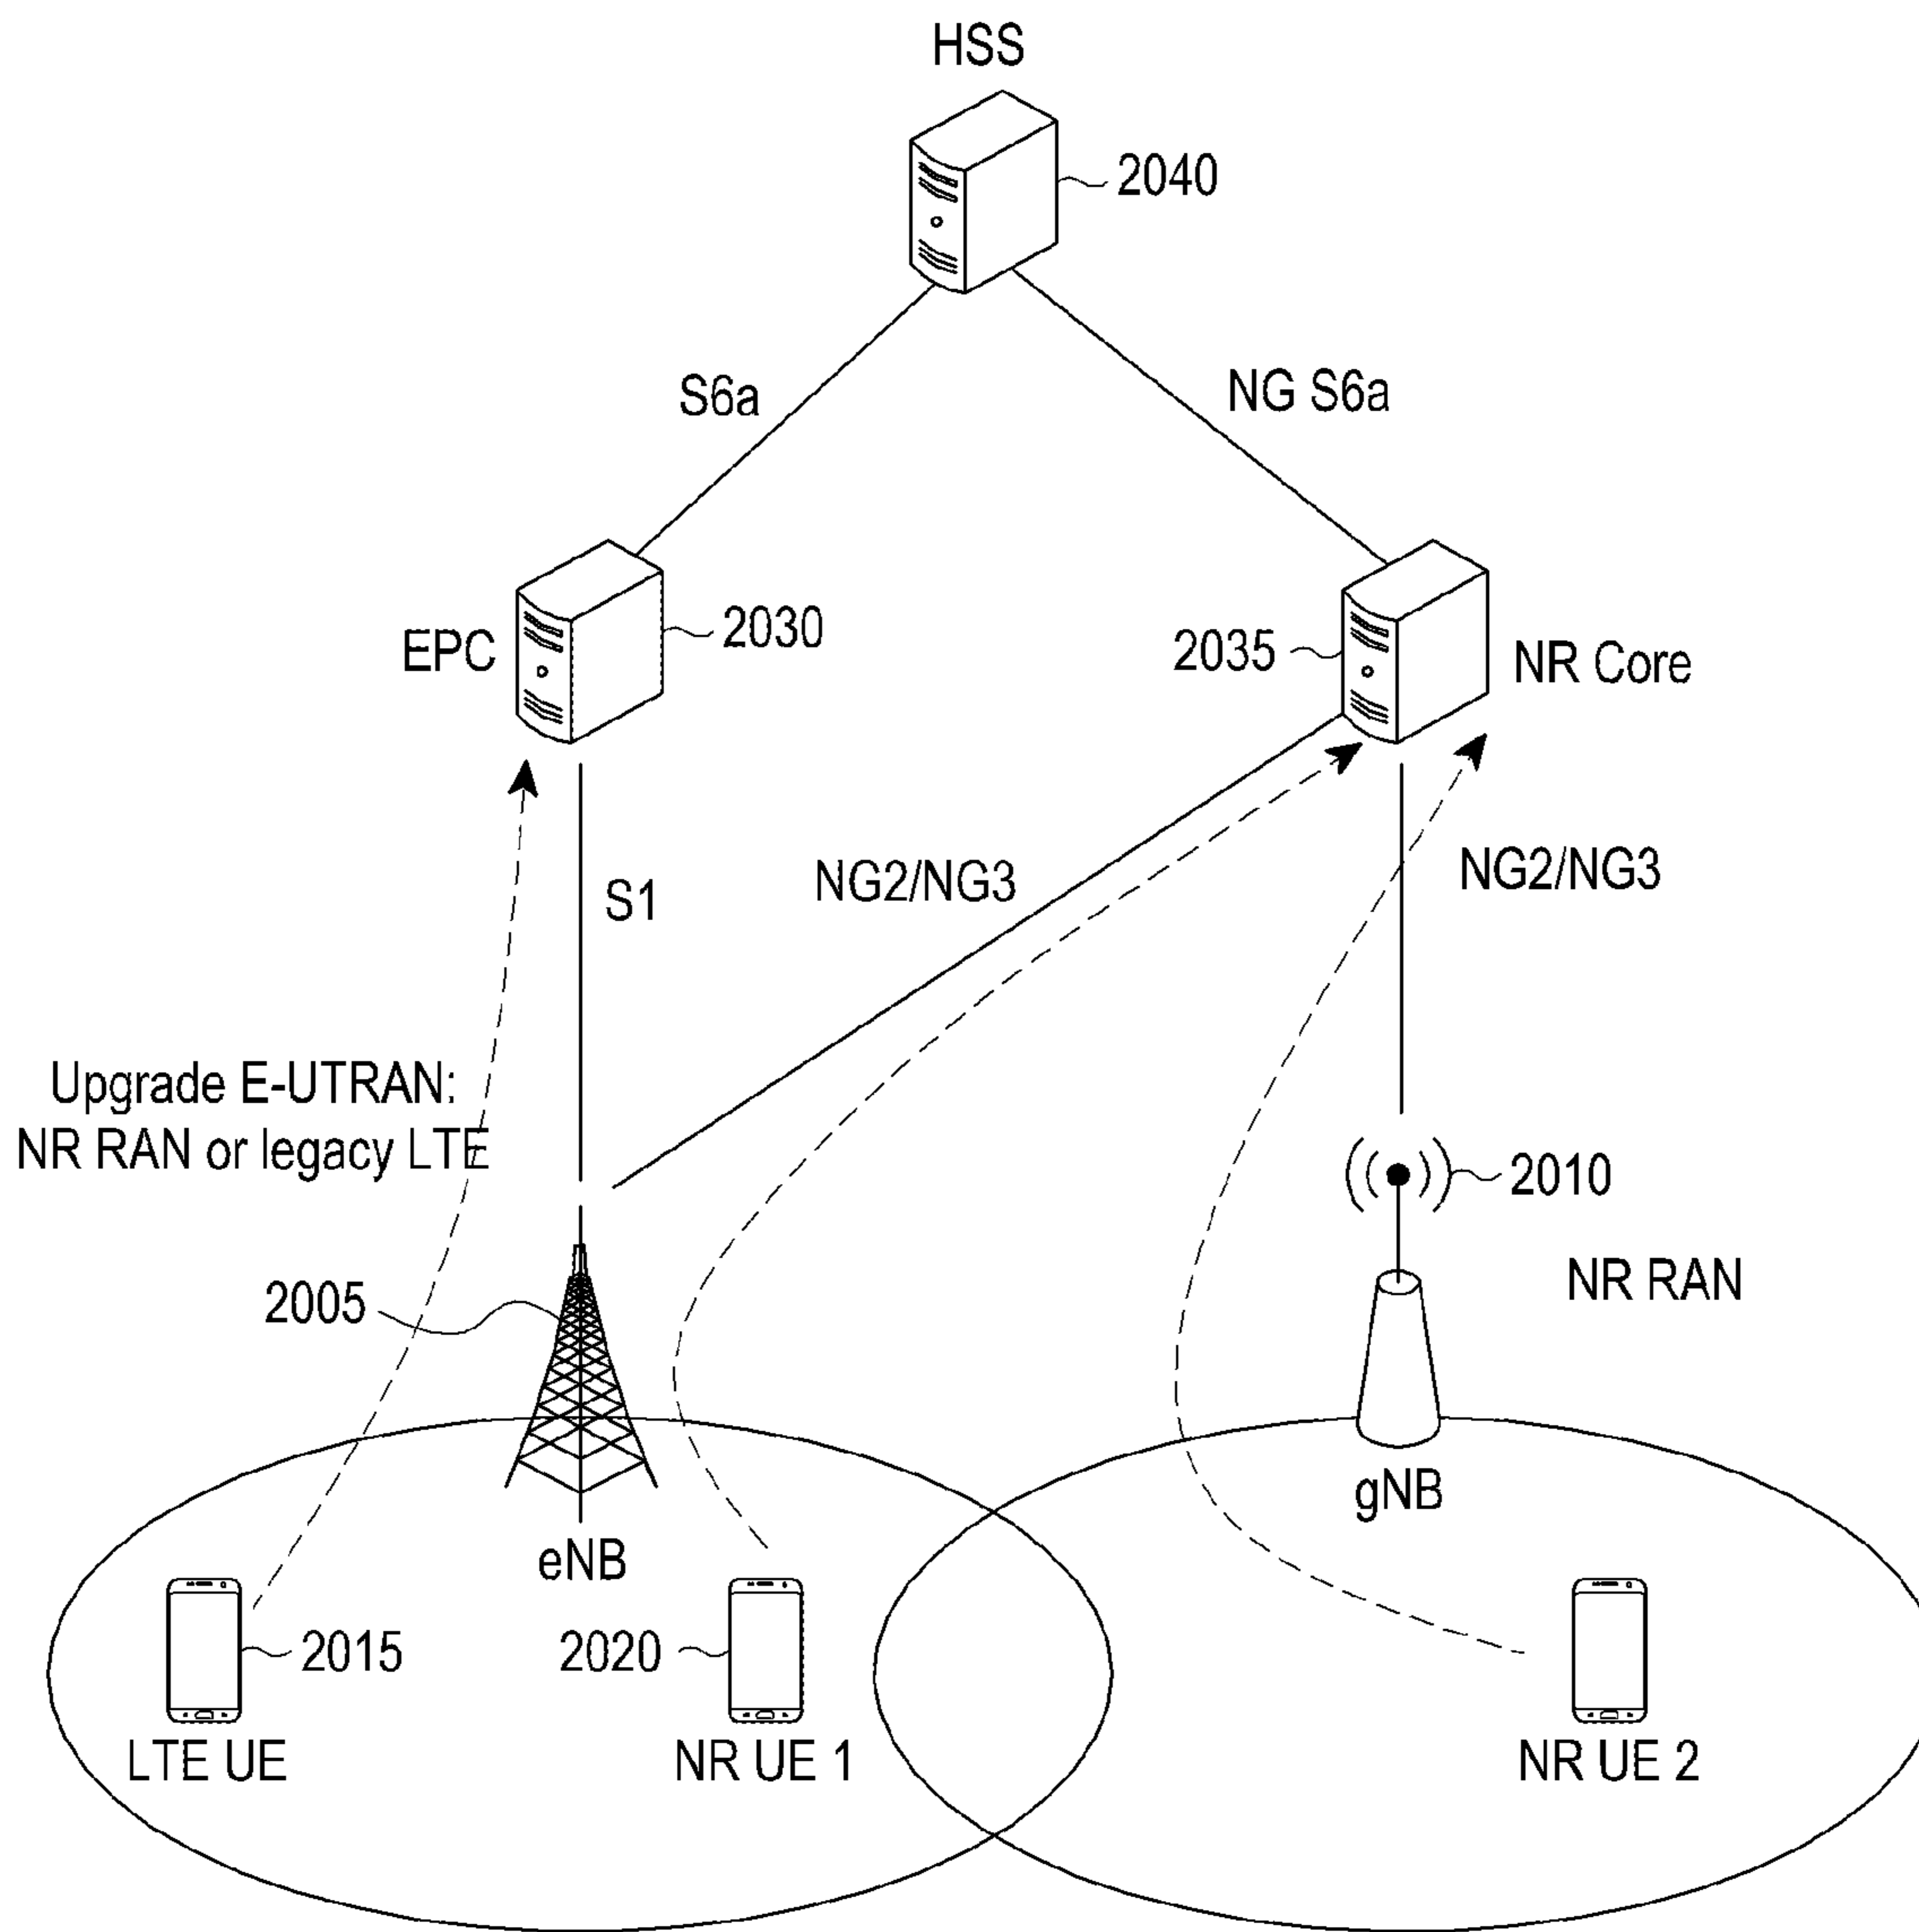 HSS
2040
S6a
NG S6a
EPC
2030
2035
NR Core
S1
NG2/NG3
NG2/NG3
Upgrade E-UTRAN:
NR RAN or legacy LTE
2010
2005
NR RAN
gNB
eNB
2015
2020
LTE UE
NR UE 1
NR UE 2